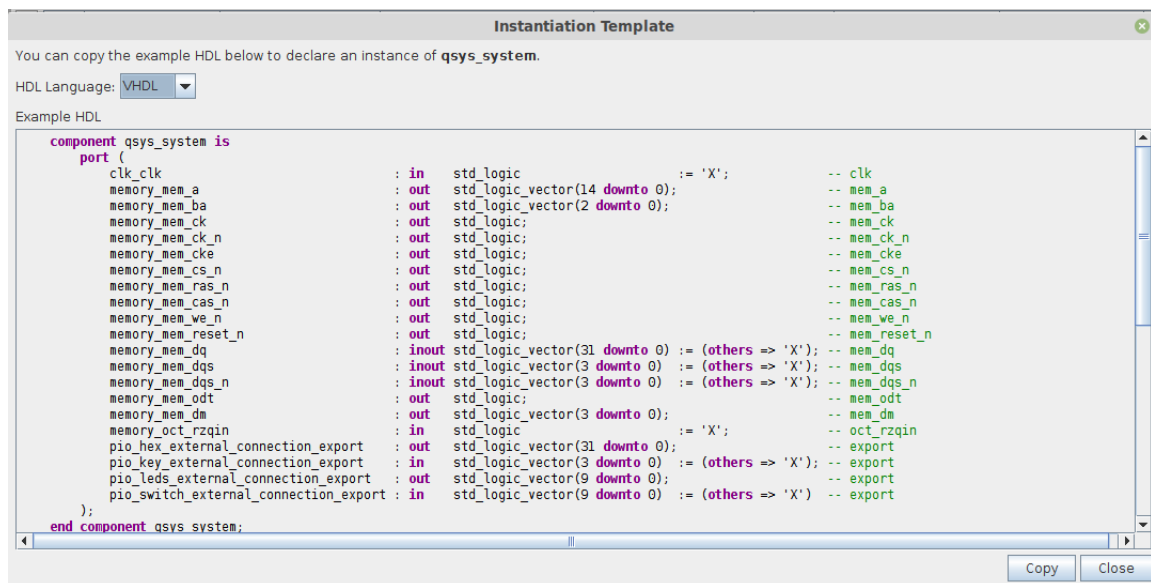 Instantiation Template
You can copy the example HDL below to declare an instance of qsys_system.
HDL Language: VHDL
Example HDL
component qsys_system is
port (
clk_clk : in std_logic := 'X'; -- clk
memory_mem_a : out std_logic_vector(14 downto 0); -- mem_a
memory_mem_ba : out std_logic_vector(2 downto 0); -- mem_ba
memory_mem_ck : out std_logic; -- mem_ck
memory_mem_ck_n : out std_logic; -- mem_ck_n
memory_mem_cke : out std_logic; -- mem_cke
memory_mem_cs_n : out std_logic; -- mem_cs_n
memory_mem_ras_n : out std_logic; -- mem_ras_n
memory_mem_cas_n : out std_logic; -- mem_cas_n
memory_mem_we_n : out std_logic; -- mem_we_n
memory_mem_reset_n : out std_logic; -- mem_reset_n
memory_mem_dq : inout std_logic_vector(31 downto 0) := (others => 'X'); -- mem_dq
memory_mem_dqs : inout std_logic_vector(3 downto 0) := (others => 'X'); -- mem_dqs
memory_mem_dqs_n : inout std_logic_vector(3 downto 0) := (others => 'X'); -- mem_dqs_n
memory_mem_odt : out std_logic; -- mem_odt
memory_mem_dm : out std_logic_vector(3 downto 0); -- mem_dm
memory_oct_rzqin : in std_logic := 'X'; -- oct_rzqin
pio_hex_external_connection_export : out std_logic_vector(31 downto 0); -- export
pio_key_external_connection_export : in std_logic_vector(3 downto 0) := (others => 'X'); -- export
pio_leds_external_connection_export : out std_logic_vector(9 downto 0); -- export
pio_switch_external_connection_export : in std_logic_vector(9 downto 0) := (others => 'X') -- export
);
end component qsys_system;
Copy Close